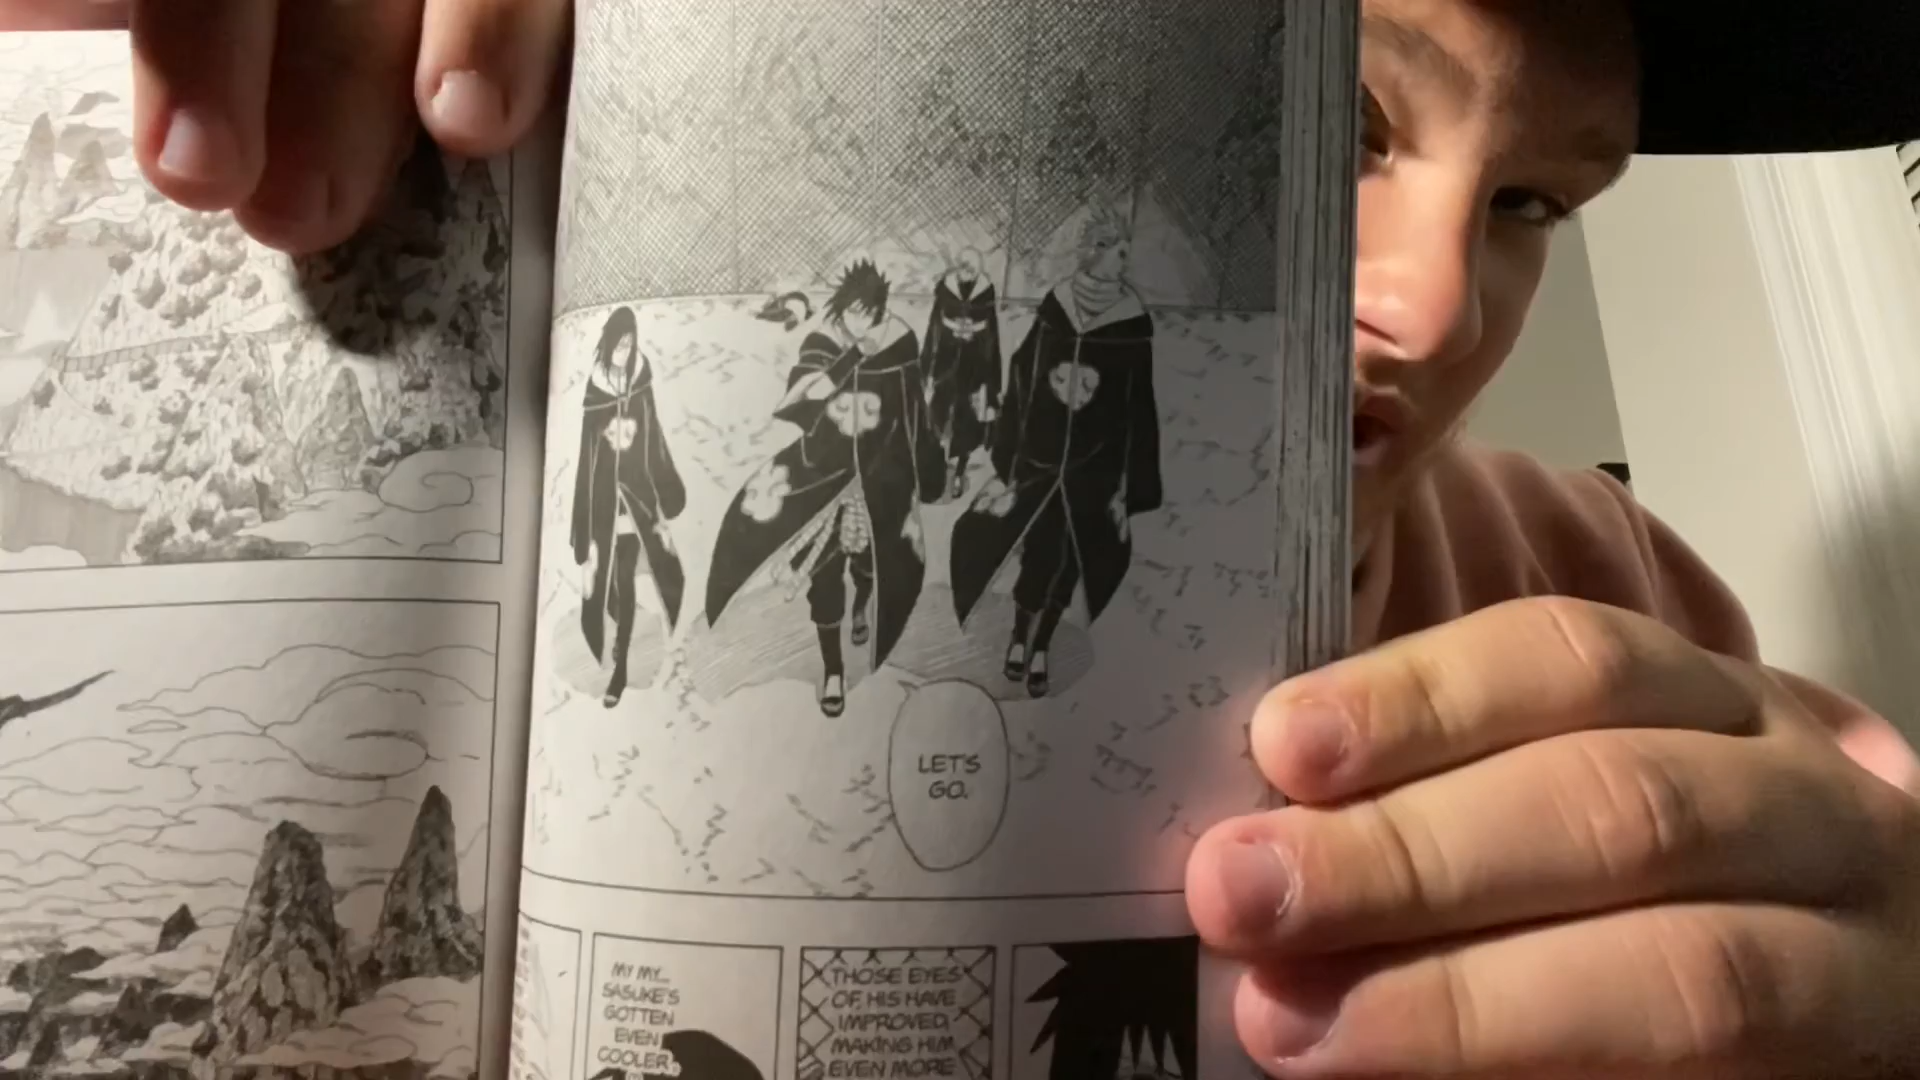 LET'S
GO.
MY MY...
SASUKE'S
GOTTEN
EVEN
COOLER,
THOSE EYES
OF HIS HAVE
IMPROVED,
MAKING HIM
EVEN MORE